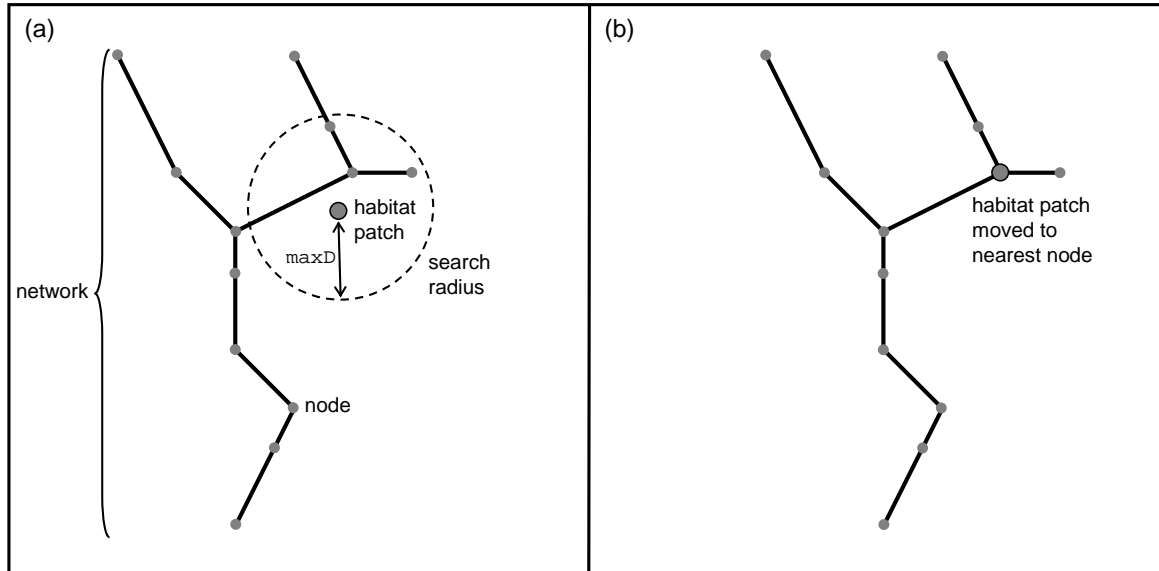 (a)
habitat
patch
maxD
search
radius
network
node
(b)
habitat patch
moved to
nearest node